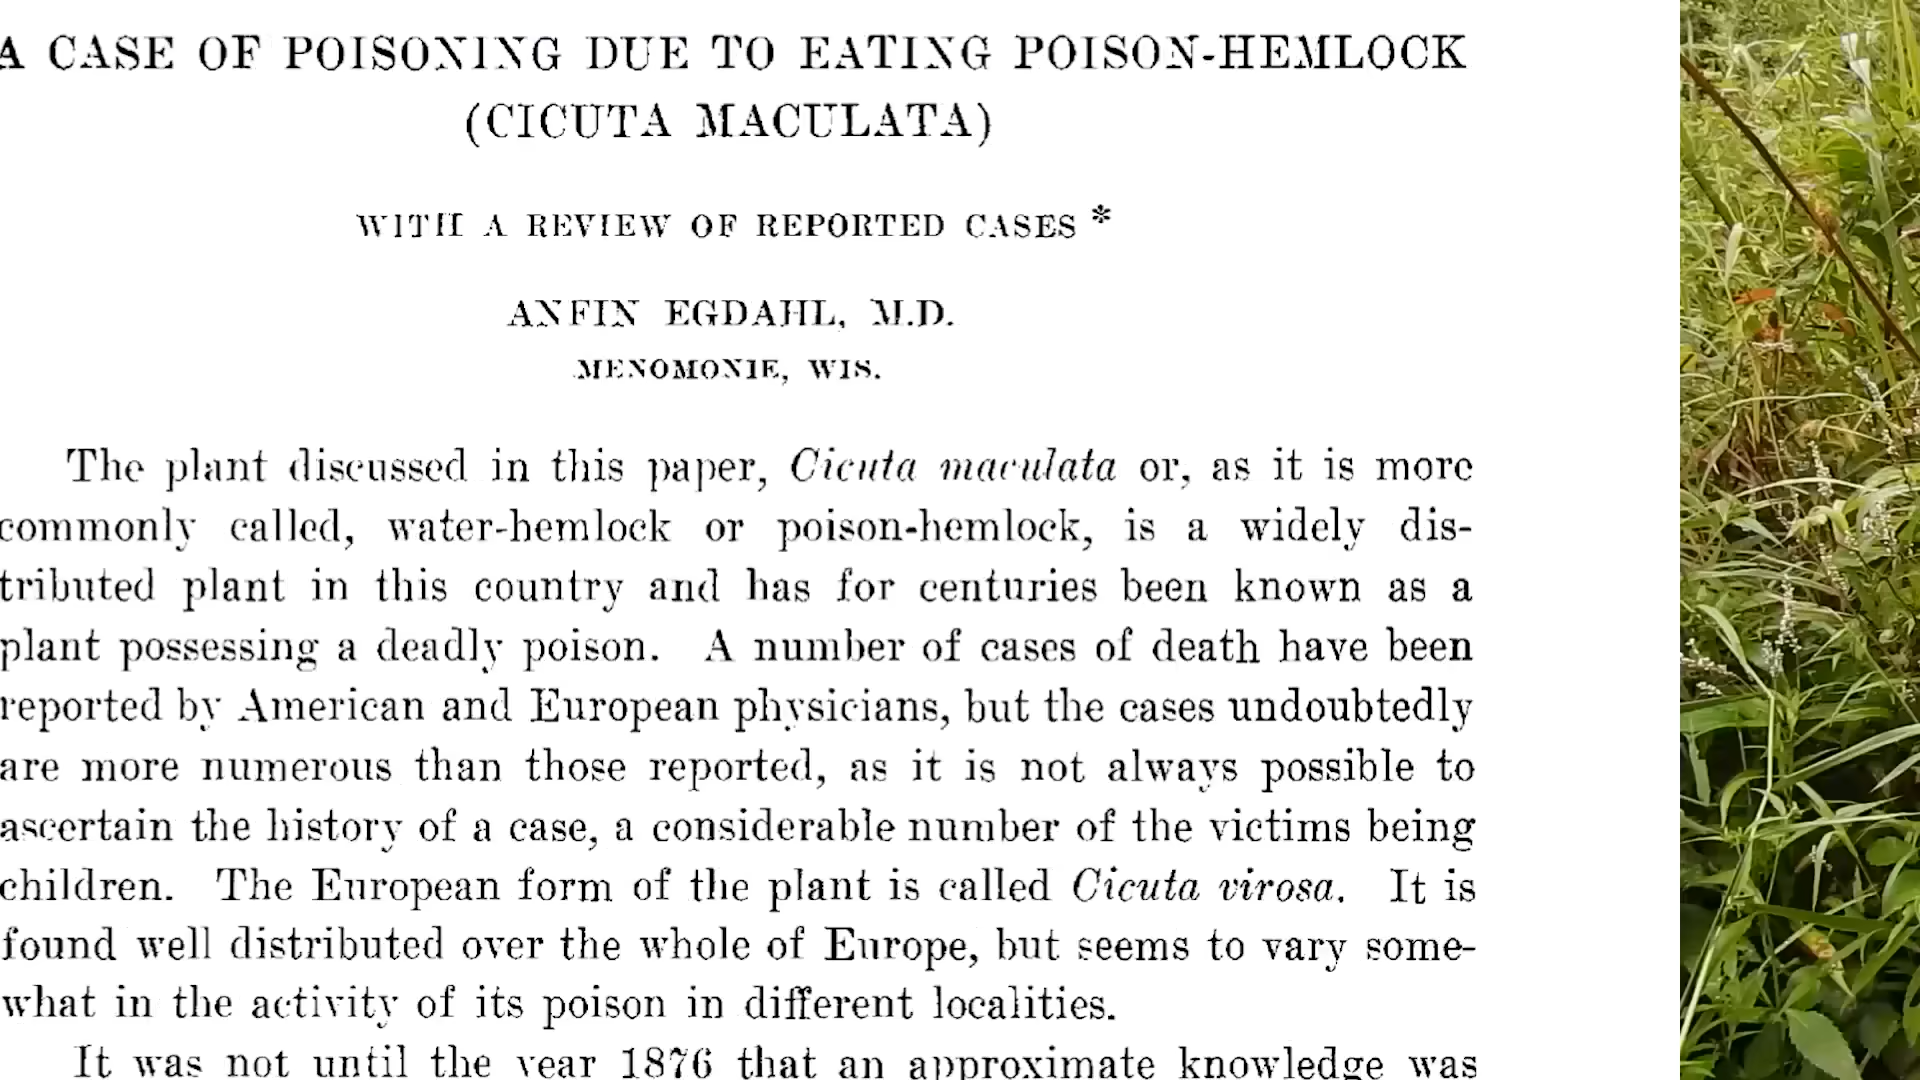 A CASE OF POISONING DUE TO EATING POISON-HEMLOCK
(CICUTA MACULATA)
WITH A REVIEW OF REPORTED CASES *
ANFIN EGDAHL, M.D.
MENOMONIE, WIS.
The plant discussed in this paper, Cicuta maculata or, as it is more
commonly called, water-hemlock or poison-hemlock, is a widely dis-
tributed plant in this country and has for centuries been known as a
plant possessing a deadly poison. A number of cases of death have been
reported by American and European physicians, but the cases undoubtedly
are more numerous than those reported, as it is not always possible to
ascertain the history of a case, a considerable number of the victims being
children. The European form of the plant is called Cicuta virosa. It is
found well distributed over the whole of Europe, but seems to vary some-
what in the activity of its poison in different localities.
It was not until the year 1876 that an approximate knowledge was